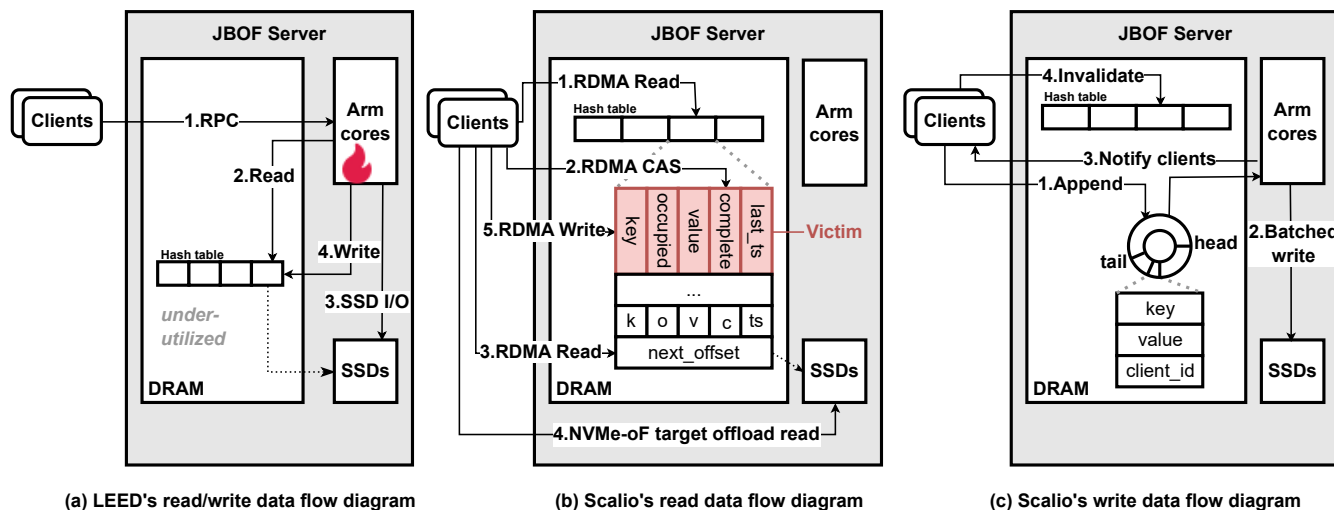 JBOF Server
Clients
1.RPC
Arm
cores
2.Read
4.Write
Hash table
3.SSD I/O
under-
utilized
SSDs
DRAM
(a) LEED's read/write data flow diagram
JBOF Server
Clients
1.RDMA Read
Hash table
Arm
cores
2.RDMA CAS
5.RDMA Write
key
occupied
value
complete
last_ts
Victim
...
k o v c ts
3.RDMA Read
next_offset
SSDs
DRAM
4.NVMe-oF target offload read
(b) Scalio's read data flow diagram
JBOF Server
Clients
4.Invalidate
Hash table
Arm
cores
3.Notify clients
1.Append
head
tail
2.Batched
write
key
value
client_id
SSDs
DRAM
(c) Scalio's write data flow diagram